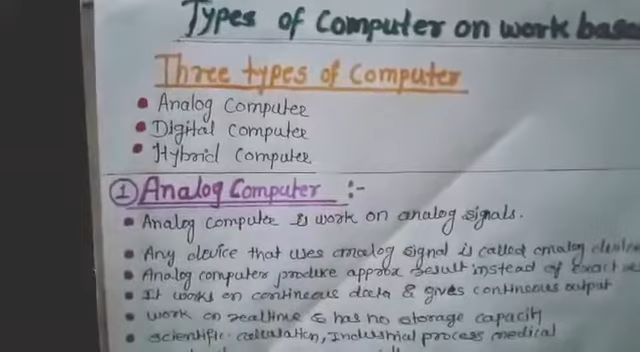 Types of Computer on work base
Three types of Computer
• Analog Computer
• Digital Computer
• Hybrid Computer
① Analog Computer :-
• Analog computer is work on analog signals.
• Any device that uses analog signal is called analog
• Analog computer produce approx result instead of exact
• It works on contineous data & gives contineous output
• work on realtime & has no storage capacity
• scientific calculation, Industrial process medical